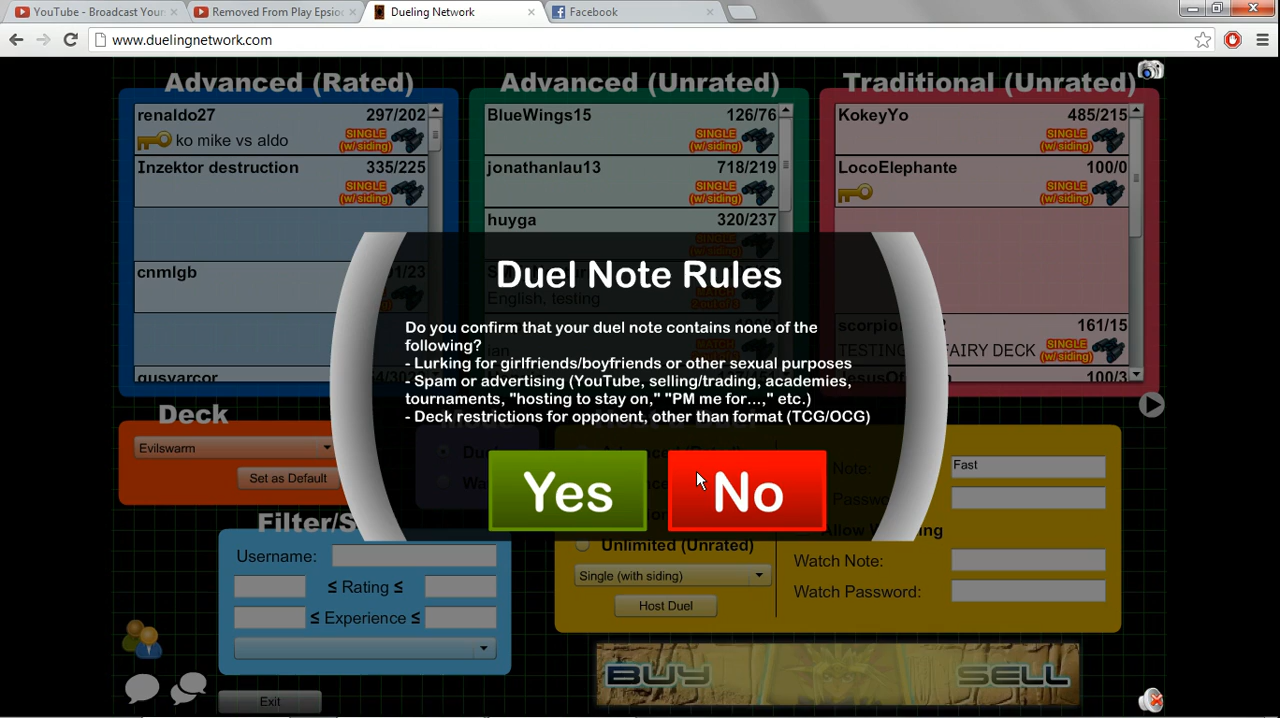 YouTube - Broadcast Your
Removed From Play Epsiod
Dueling Network
Facebook
www.duelingnetwork.com
Advanced (Rated)
renaldo27 297/202
ko mike vs aldo SINGLE
(w/ siding)
Inzektor destruction 335/225
SINGLE
(w/ siding)
cnmlgb
gusvarcor
Advanced (Unrated)
BlueWings15 126/76
SINGLE
(w/ siding)
jonathanlau13 718/219
SINGLE
(w/ siding)
huyga 320/237
SINGLE
English, testing
Traditional (Unrated)
KokeyYo 485/215
SINGLE
(w/ siding)
LocoElephante 100/0
SINGLE
(w/ siding)
161/15
TESTING FAIRY DECK SINGLE
(w/ siding)
100/3
Duel Note Rules
Do you confirm that your duel note contains none of the
following?
- Lurking for girlfriends/boyfriends or other sexual purposes
- Spam or advertising (YouTube, selling/trading, academies,
tournaments, "hosting to stay on," "PM me for...," etc.)
- Deck restrictions for opponent, other than format (TCG/OCG)
Yes
No
Deck
Evilswarm
Set as Default
Filter/S
Username:
≤ Rating ≤
≤ Experience ≤
Exit
Unlimited (Unrated)
Single (with siding)
Host Duel
Note: Fast
Watch Note:
Watch Password:
BUY SELL